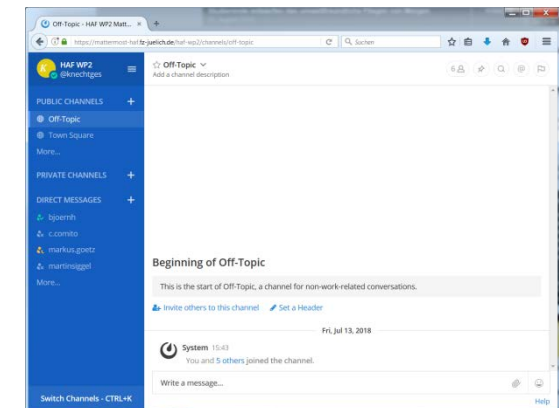 Off-Topic - HAF WP2 Matt...
https://mattermost-haf.fz-juelich.de/haf-wp2/channels/off-topic
Suchen
HAF WP2
@knechtges
Off-Topic
Add a channel description
6
PUBLIC CHANNELS
Off-Topic
Town Square
More...
PRIVATE CHANNELS
DIRECT MESSAGES
bjoernh
c.comito
markus.goetz
martinsiggel
More...
Beginning of Off-Topic
This is the start of Off-Topic, a channel for non-work-related conversations.
Invite others to this channel Set a Header
Fri, Jul 13, 2018
System 15:43
You and 5 others joined the channel.
Write a message...
Help
Switch Channels - CTRL+K